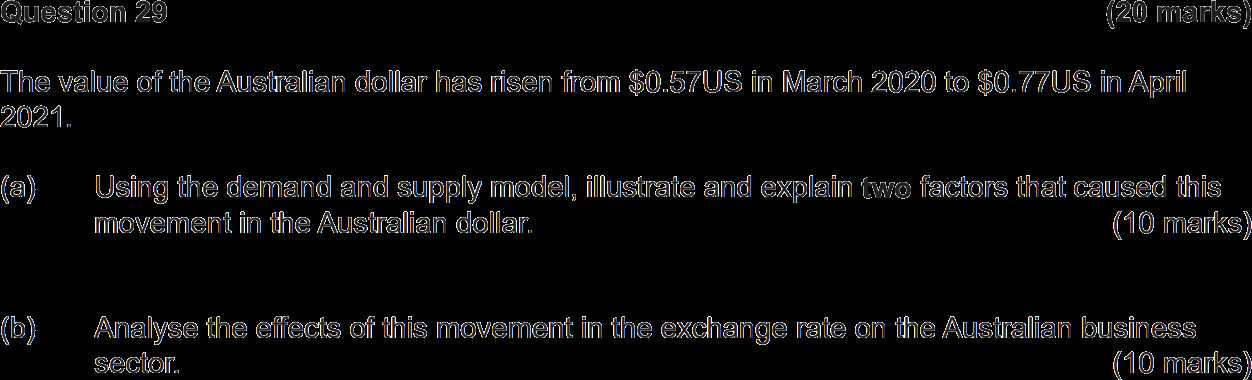 Question 29 (20 marks)
The value of the Australian dollar has risen from $0.57US in March 2020 to $0.77US in April
2021.
(a) Using the demand and supply model, illustrate and explain two factors that caused this
movement in the Australian dollar. (10 marks)
(b) Analyse the effects of this movement in the exchange rate on the Australian business
sector. (10 marks)